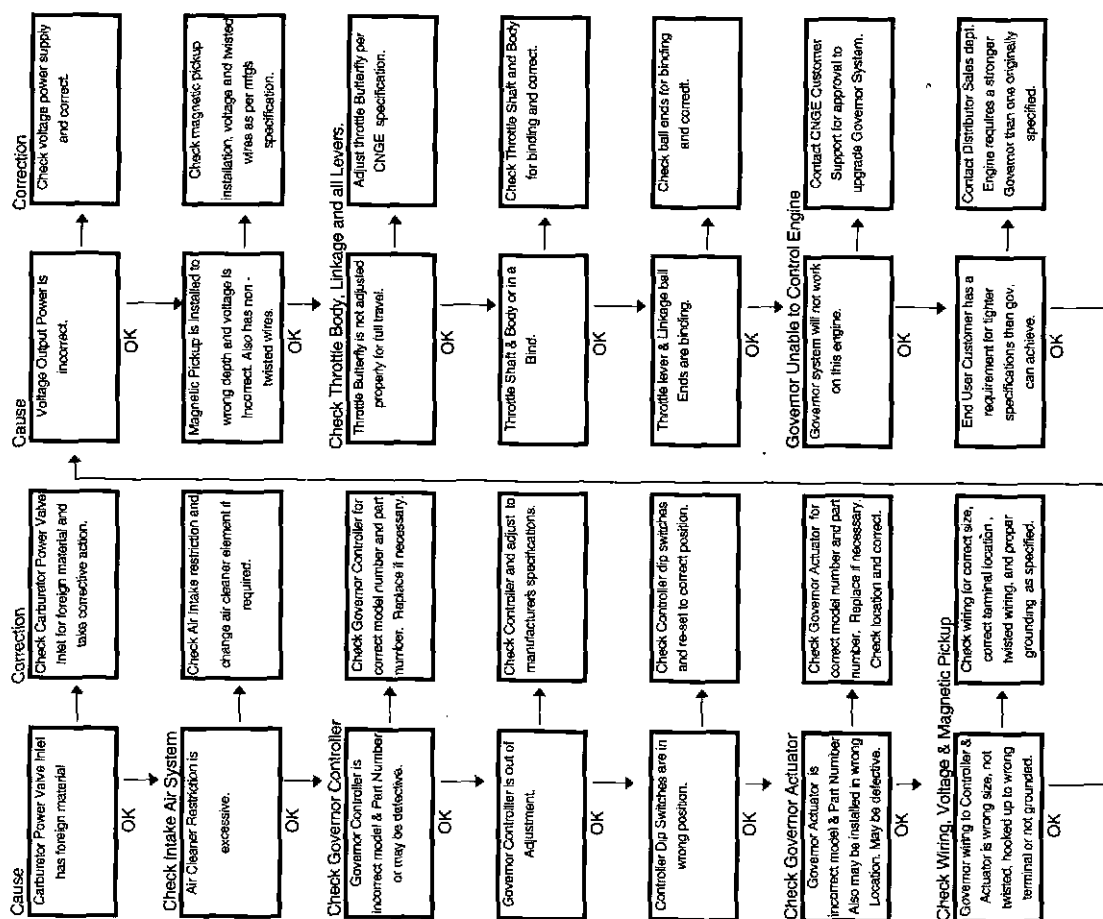 Cause
Correction
Carburetor Power Valve Inlet
has foreign material
Check Carburator Power Valve
Inlet for foreign material and
take corrective action.
OK
Check Intake Air System
Air Cleaner Restriction is
excessive.
Check Air intake restriction and
change air cleaner element if
required.
OK
Check Governor Controller
Governor Controller is
incorrect model & Part Number
or may be defective.
Check Governor Controller for
correct model number and part
number. Replace if necessary.
OK
Governor Controller is out of
Adjustment.
Check Controller and adjust to
manufacturers specifications.
OK
Controller Dip Switches are in
wrong position.
Check Controller dip switches
and re-set to correct position.
OK
Check Governor Actuator
Governor Actuator is
incorrect model & Part Number
Also may be installed in wrong
Location. May be defective.
Check Governor Actuator for
correct model number and part
number. Replace if necessary.
Check location and correct.
OK
Check Wiring, Voltage & Magnetic Pickup
Governor wiring to Controller &
Actuator is wrong size, not
twisted, hooked up to wrong
terminal or not grounded.
Check wiring for correct size,
correct terminal location ,
twisted wiring, and proper
grounding as specified.
OK
Cause
Correction
Voltage Output Power is
incorrect.
Check voltage power supply
and correct.
OK
Magnetic Pickup is Installed to
wrong depth and voltage is
Incorrect. Also has non -
twisted wires.
Check magnetic pickup
installation, voltage and twisted
wires as per mfgs
specification.
OK
Check Throttle Body, Linkage and all Levers.
Throttle Butterfly is not adjusted
properly for full travel.
Adjust Throttle Butterfly per
CNGE specification.
OK
Throttle Shaft & Body or in a
Bind.
Check Throttle Shaft and Body
for binding and correct.
OK
Throttle lever & Linkage ball
Ends are binding.
Check ball ends for binding
and correct.
OK
Governor Unable to Control Engine
Governor system will not work
on this engine.
Contact CNGE Customer
Support for approval to
upgrade Governor System.
OK
End User Customer has a
requirement for tighter
specifications than gov.
can achieve.
Contact Distributor Sales dept.
Engine requires a stronger
Governor than one originally
specified.
OK